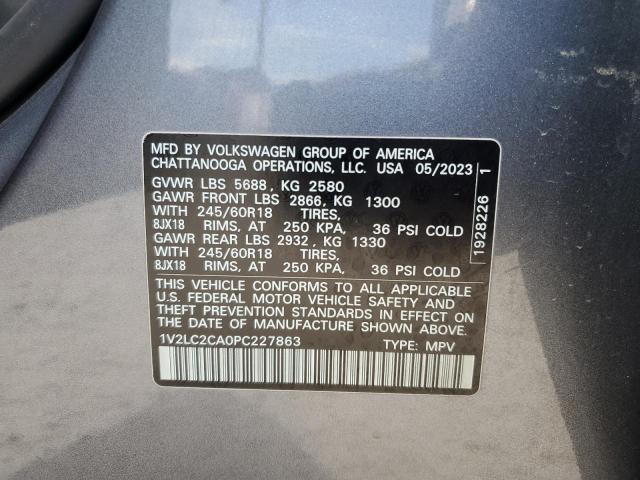 MFD BY VOLKSWAGEN GROUP OF AMERICA
CHATTANOOGA OPERATIONS, LLC. USA 05/2023
GVWR LBS 5688, KG 2580
GAWR FRONT LBS 2866, KG 1300
WITH 245/60R18 TIRES,
8JX18 RIMS, AT 250 KPA, 36 PSI COLD
GAWR REAR LBS 2932, KG 1330
WITH 245/60R18 TIRES,
8JX18 RIMS, AT 250 KPA, 36 PSI COLD
THIS VEHICLE CONFORMS TO ALL APPLICABLE
U.S. FEDERAL MOTOR VEHICLE SAFETY AND
THEFT PREVENTION STANDARDS IN EFFECT ON
THE DATE OF MANUFACTURE SHOWN ABOVE.
1V2LC2CA0PC227863 TYPE: MPV
1928226 1